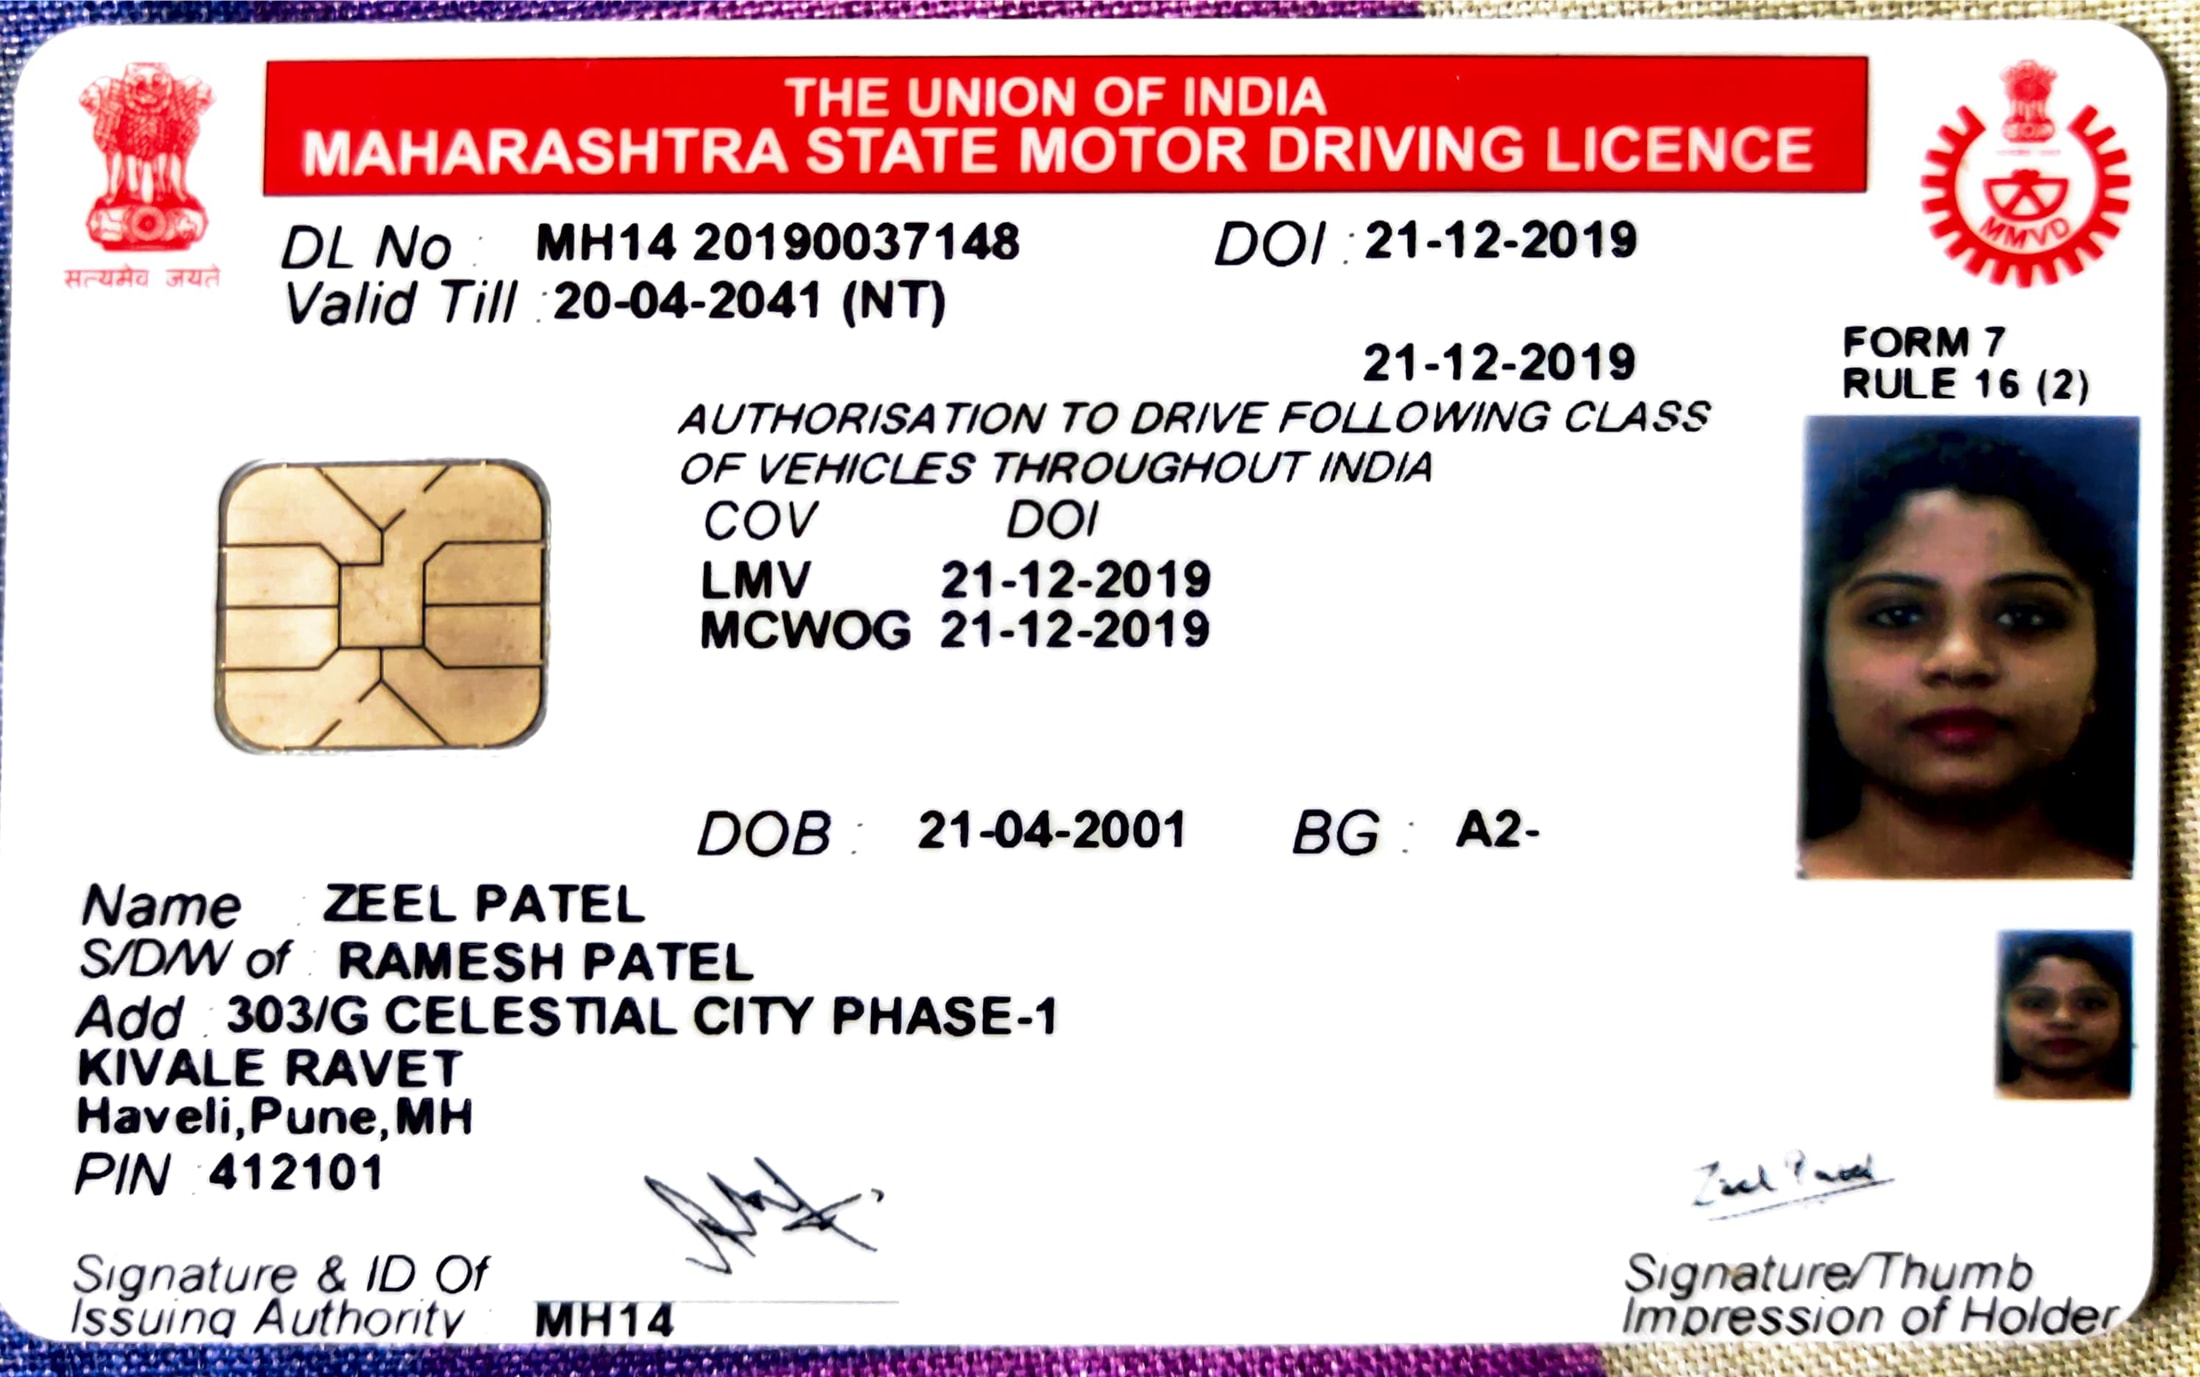 THE UNION OF INDIA
MAHARASHTRA STATE MOTOR DRIVING LICENCE
सत्यमेव जयते
MMVD
DL No : MH14 20190037148 DOI : 21-12-2019
Valid Till : 20-04-2041 (NT)
21-12-2019
FORM 7
RULE 16 (2)
AUTHORISATION TO DRIVE FOLLOWING CLASS
OF VEHICLES THROUGHOUT INDIA
COV DOI
LMV 21-12-2019
MCWOG 21-12-2019
DOB : 21-04-2001 BG : A2-
Name : ZEEL PATEL
S/D/W of : RAMESH PATEL
Add : 303/G CELESTIAL CITY PHASE-1
KIVALE RAVET
Haveli,Pune,MH
PIN : 412101
Zeel Patel
Signature & ID Of
Issuing Authority : MH14
Signature/Thumb
Impression of Holder